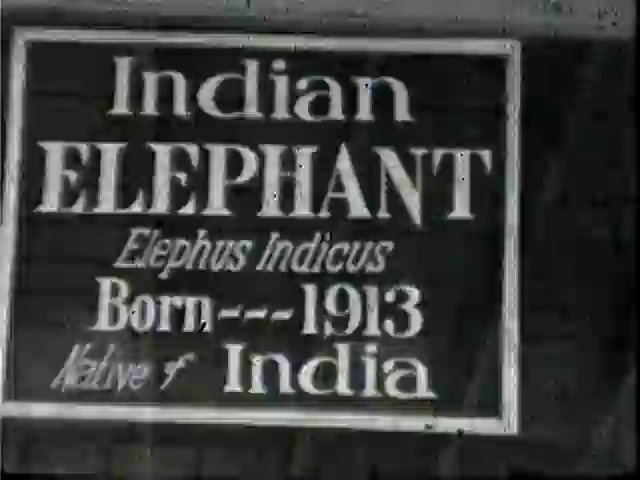 Indian
ELEPHANT
Elephus Indicus
Born---1913
Native of India